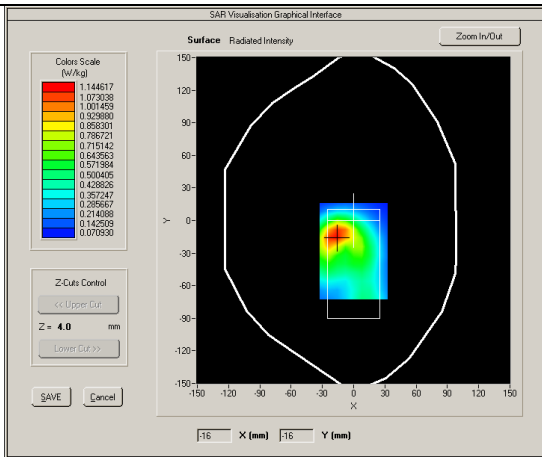 SAR Visualisation Graphical Interface
Surface Radiated Intensity
Zoom In/Out
Colors Scale
(W/kg)
1.144617
1.073038
1.001459
0.929880
0.858301
0.786721
0.715142
0.643563
0.571984
0.500405
0.428826
0.357247
0.285667
0.214088
0.142509
0.070930
Z-Cuts Control
<< Upper Cut
Z = 4.0 mm
Lower Cut >>
SAVE Cancel
150
120
90
60
30
0
-30
-60
-90
-120
-150
Y
-150 -120 -90 -60 -30 0 30 60 90 120 150
X
-16 X (mm) -16 Y (mm)